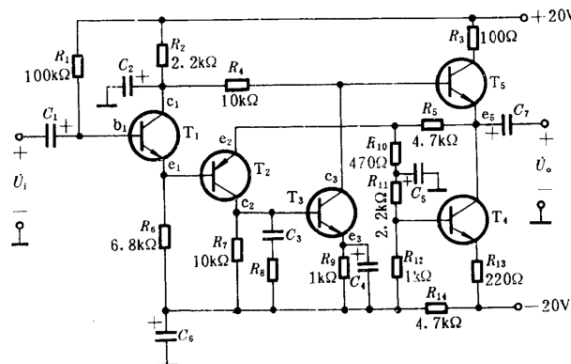 +20V
R₁ 100kΩ
C₂ +
R₂ 2.2kΩ
R₄ 10kΩ
R₃ 100Ω
T₅
c₁
C₁ +
b₁
T₁
e₁
e₂
T₂
c₂
R₅ 4.7kΩ
e₅
C₇ +
R₁₀ 470Ω
+ C₅
R₁₁ 2.2kΩ
c₃
T₃
e₃
T₄
+ U̇ᵢ −
+ U̇ₒ −
R₆ 6.8kΩ
R₇ 10kΩ
C₃
R₈
R₉ 1kΩ
+ C₄
R₁₂ 1kΩ
R₁₃ 220Ω
R₁₄ 4.7kΩ
−20V
+ C₆